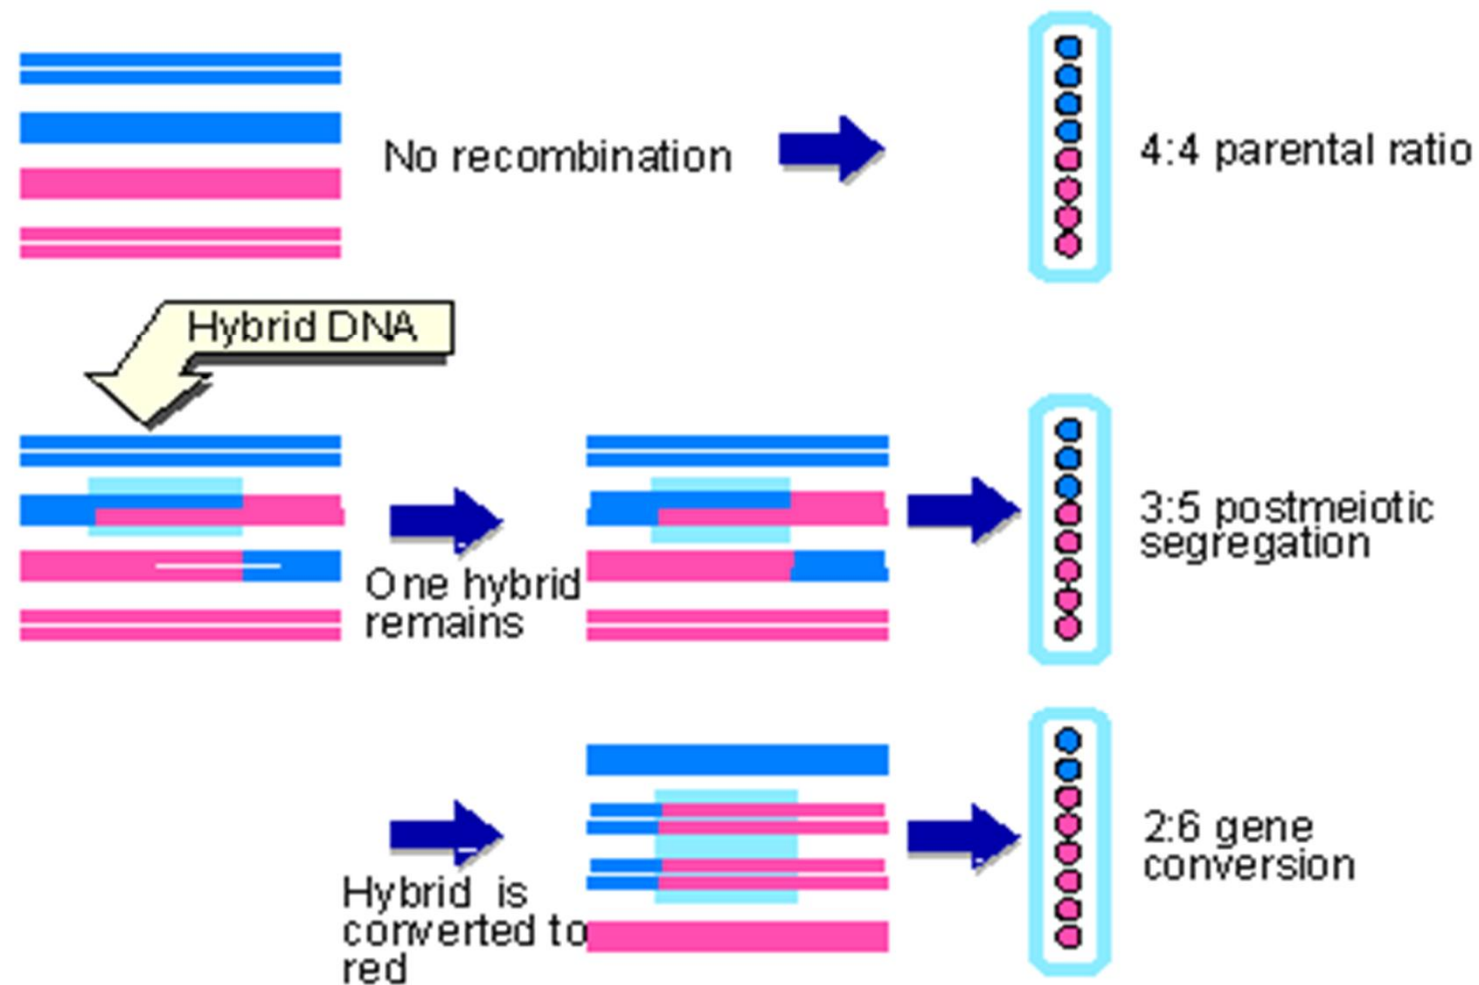 No recombination
4:4 parental ratio
Hybrid DNA
One hybrid
remains
3:5 postmeiotic
segregation
Hybrid is
converted to
red
2:6 gene
conversion